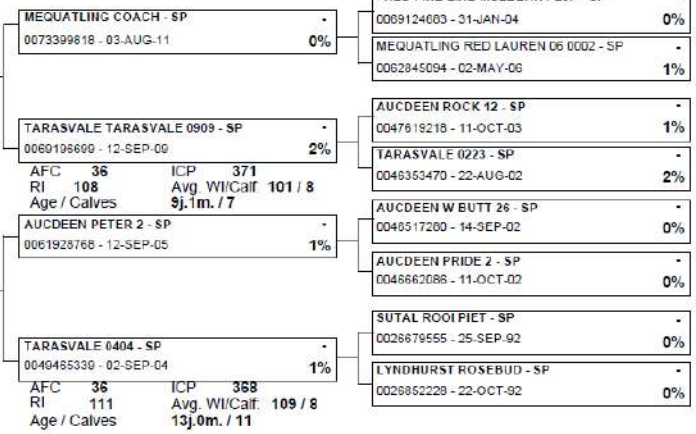 MEQUATLING COACH - SP -
0073399818 - 03-AUG-11 0%
TARASVALE TARASVALE 0909 - SP -
0069196699 - 12-SEP-09 2%
AFC 36 ICP 371
RI 108 Avg. WI/Calf: 101 / 8
Age / Calves 9j.1m. / 7
AUCDEEN PETER 2 - SP -
0061928768 - 12-SEP-05 1%
TARASVALE 0404 - SP -
0049465339 - 02-SEP-04 1%
AFC 36 ICP 368
RI 111 Avg. WI/Calf: 109 / 8
Age / Calves 13j.0m. / 11
0069124683 - 31-JAN-04 0%
MEQUATLING RED LAUREN 06 0002 - SP -
0062845094 - 02-MAY-06 1%
AUCDEEN ROCK 12 - SP -
0047619218 - 11-OCT-03 1%
TARASVALE 0223 - SP -
0046353470 - 22-AUG-02 2%
AUCDEEN W BUTT 26 - SP -
0046517280 - 14-SEP-02 0%
AUCDEEN PRIDE 2 - SP -
0046662086 - 11-OCT-02 0%
SUTAL ROOI PIET - SP -
0026679555 - 25-SEP-92 0%
LYNDHURST ROSEBUD - SP -
0026852228 - 22-OCT-92 0%